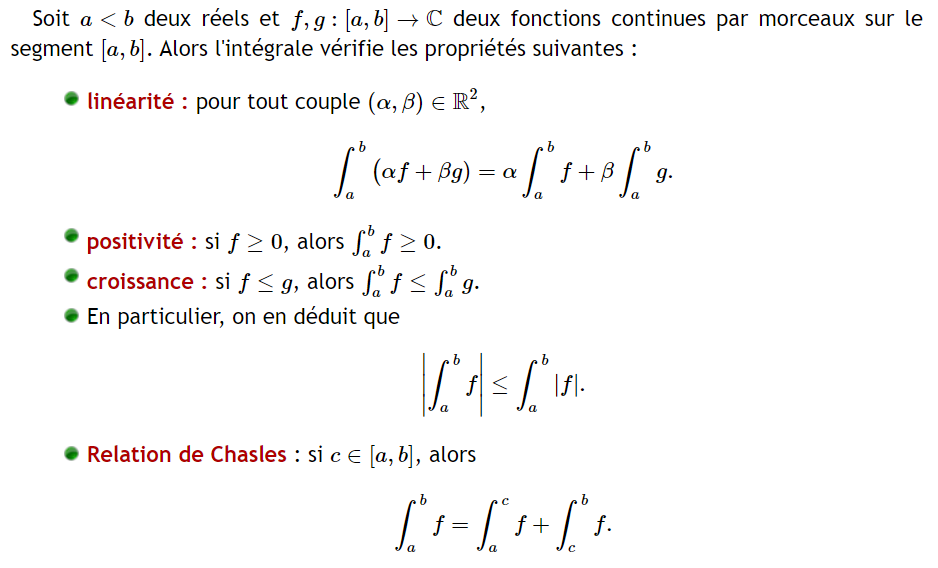 Soit $a < b$ deux réels et $f, g : [a, b] \to \mathbb{C}$ deux fonctions continues par morceaux sur le
segment $[a, b]$. Alors l'intégrale vérifie les propriétés suivantes :
linéarité : pour tout couple $(\alpha, \beta) \in \mathbb{R}^2$,
$\int_a^b (\alpha f + \beta g) = \alpha \int_a^b f + \beta \int_a^b g.$
positivité : si $f \geq 0$, alors $\int_a^b f \geq 0$.
croissance : si $f \leq g$, alors $\int_a^b f \leq \int_a^b g$.
En particulier, on en déduit que
$\left| \int_a^b f \right| \leq \int_a^b |f|.$
Relation de Chasles : si $c \in [a, b]$, alors
$\int_a^b f = \int_a^c f + \int_c^b f.$